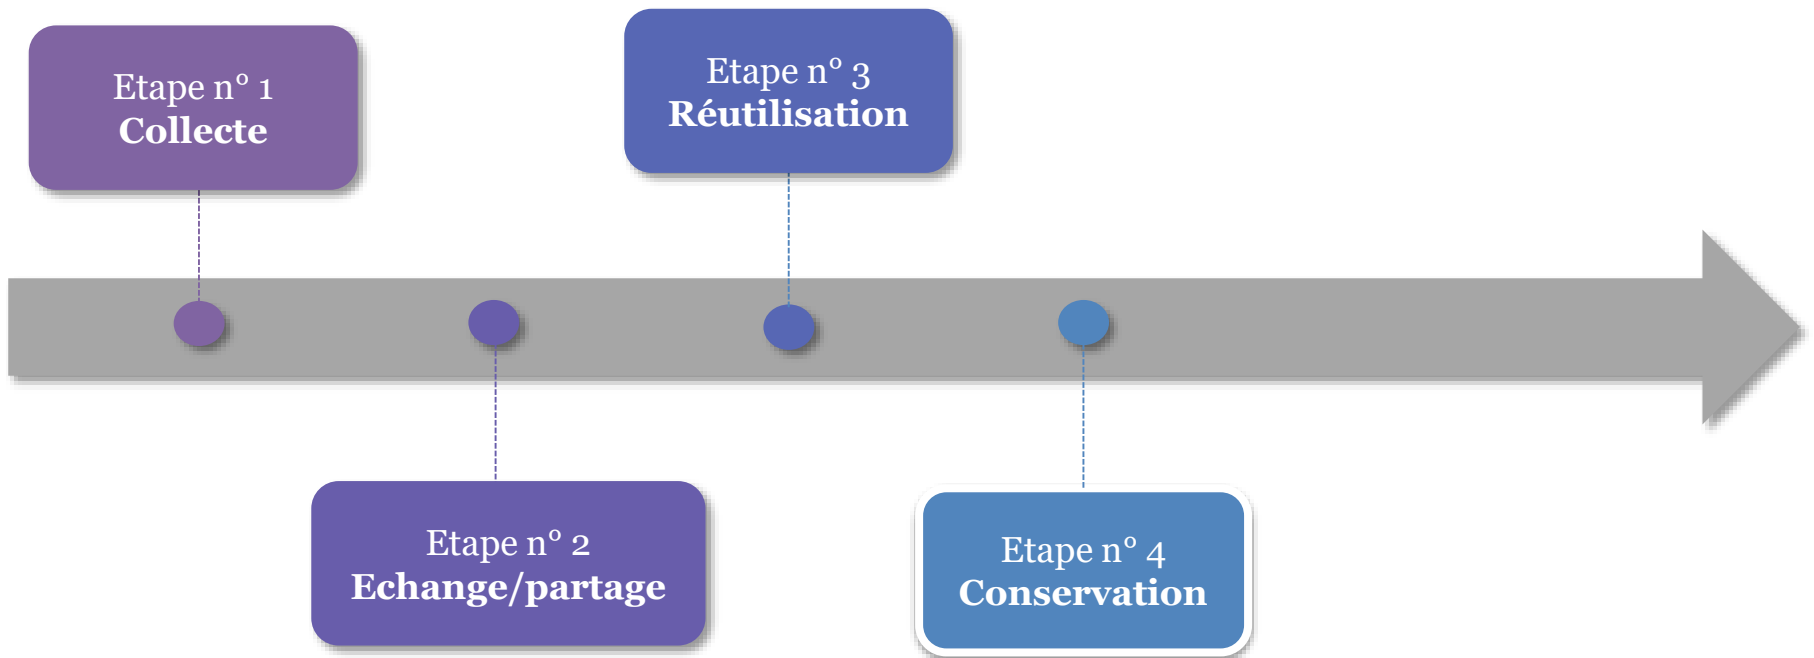 Etape n° 1
Collecte
Etape n° 2
Echange/partage
Etape n° 3
Réutilisation
Etape n° 4
Conservation